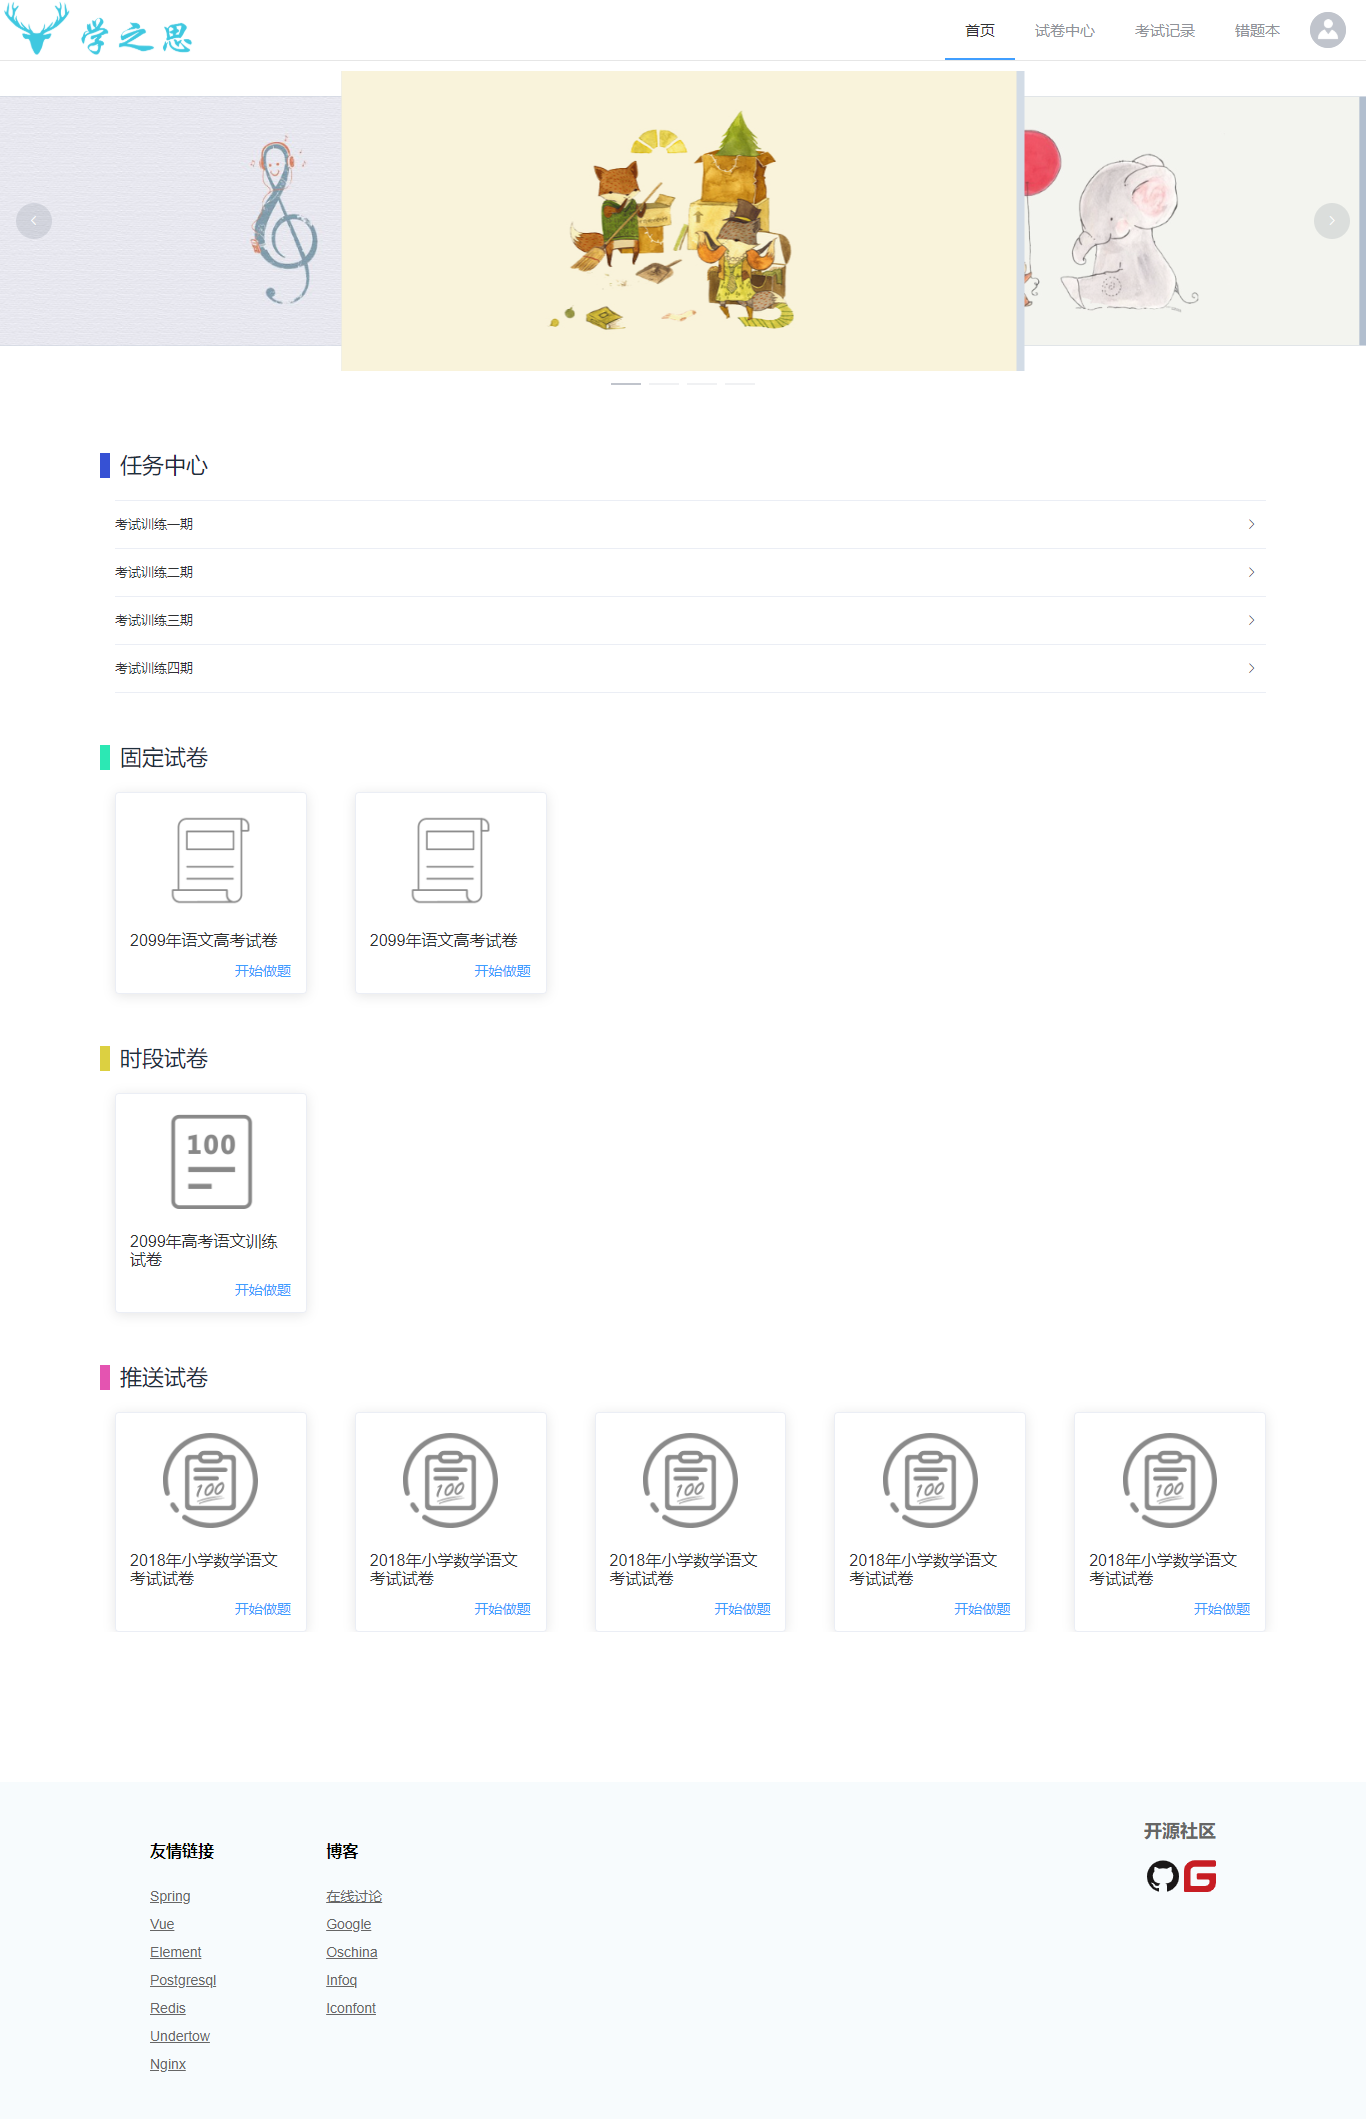 学之思
首页
试卷中心
考试记录
错题本
任务中心
考试训练一期
考试训练二期
考试训练三期
考试训练四期
固定试卷
2099年语文高考试卷
开始做题
2099年语文高考试卷
开始做题
时段试卷
100
2099年高考语文训练
试卷
开始做题
推送试卷
100
2018年小学数学语文
考试试卷
开始做题
100
2018年小学数学语文
考试试卷
开始做题
100
2018年小学数学语文
考试试卷
开始做题
100
2018年小学数学语文
考试试卷
开始做题
100
2018年小学数学语文
考试试卷
开始做题
友情链接
Spring
Vue
Element
Postgresql
Redis
Undertow
Nginx
博客
在线讨论
Google
Oschina
Infoq
Iconfont
开源社区
G